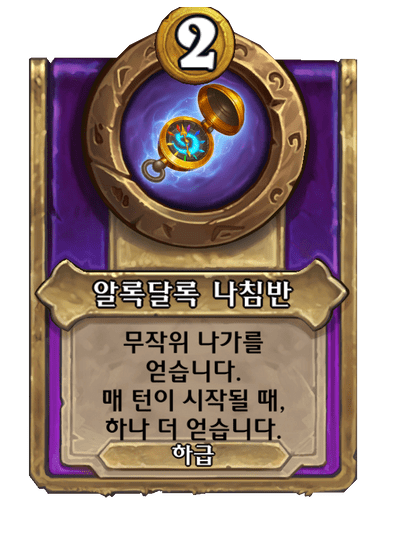 2
알록달록 나침반
무작위 나가를
얻습니다.
매 턴이 시작될 때,
하나 더 얻습니다.
하급